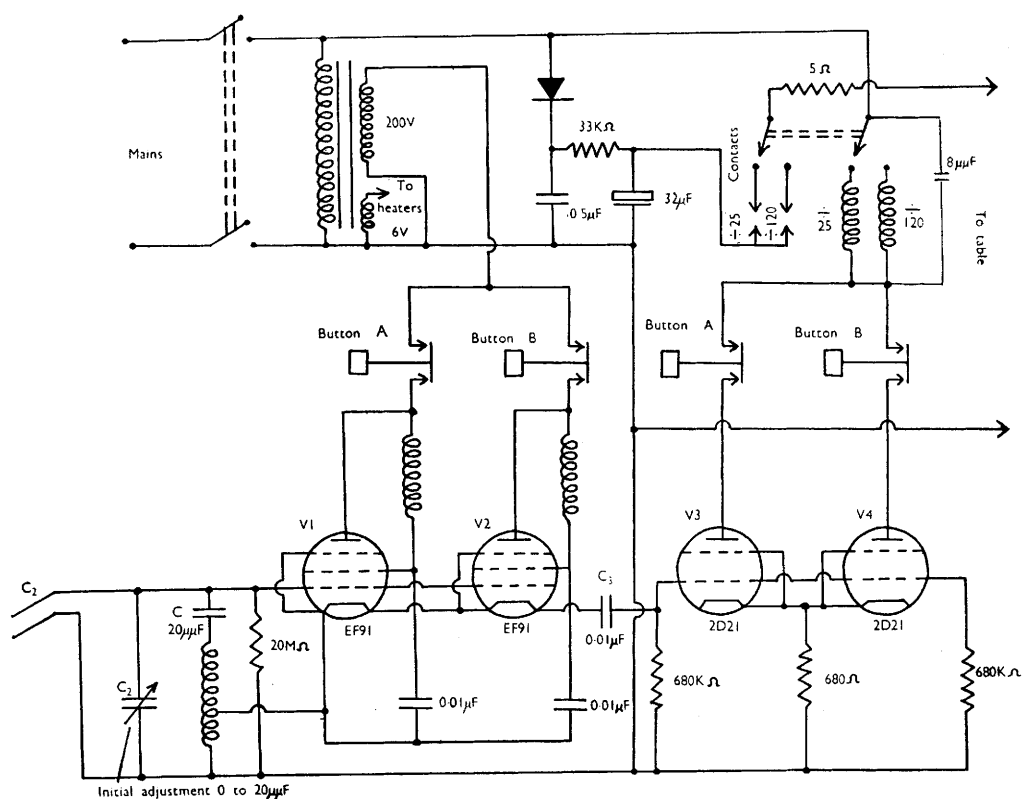 5Ω
33KΩ
200V
Mains
Contacts
8μμF
To
heaters
0.5μF
32μF
1/25
1/120
1/25
1/120
6V
To table
Button A
Button B
Button A
Button B
V1
V2
V3
V4
C2
C
20μμF
C3
EF91
EF91
2D21
2D21
20MΩ
0·01μF
C2
0·01μF
0·01μF
680KΩ
680Ω
680KΩ
Initial adjustment 0 to 20μμF